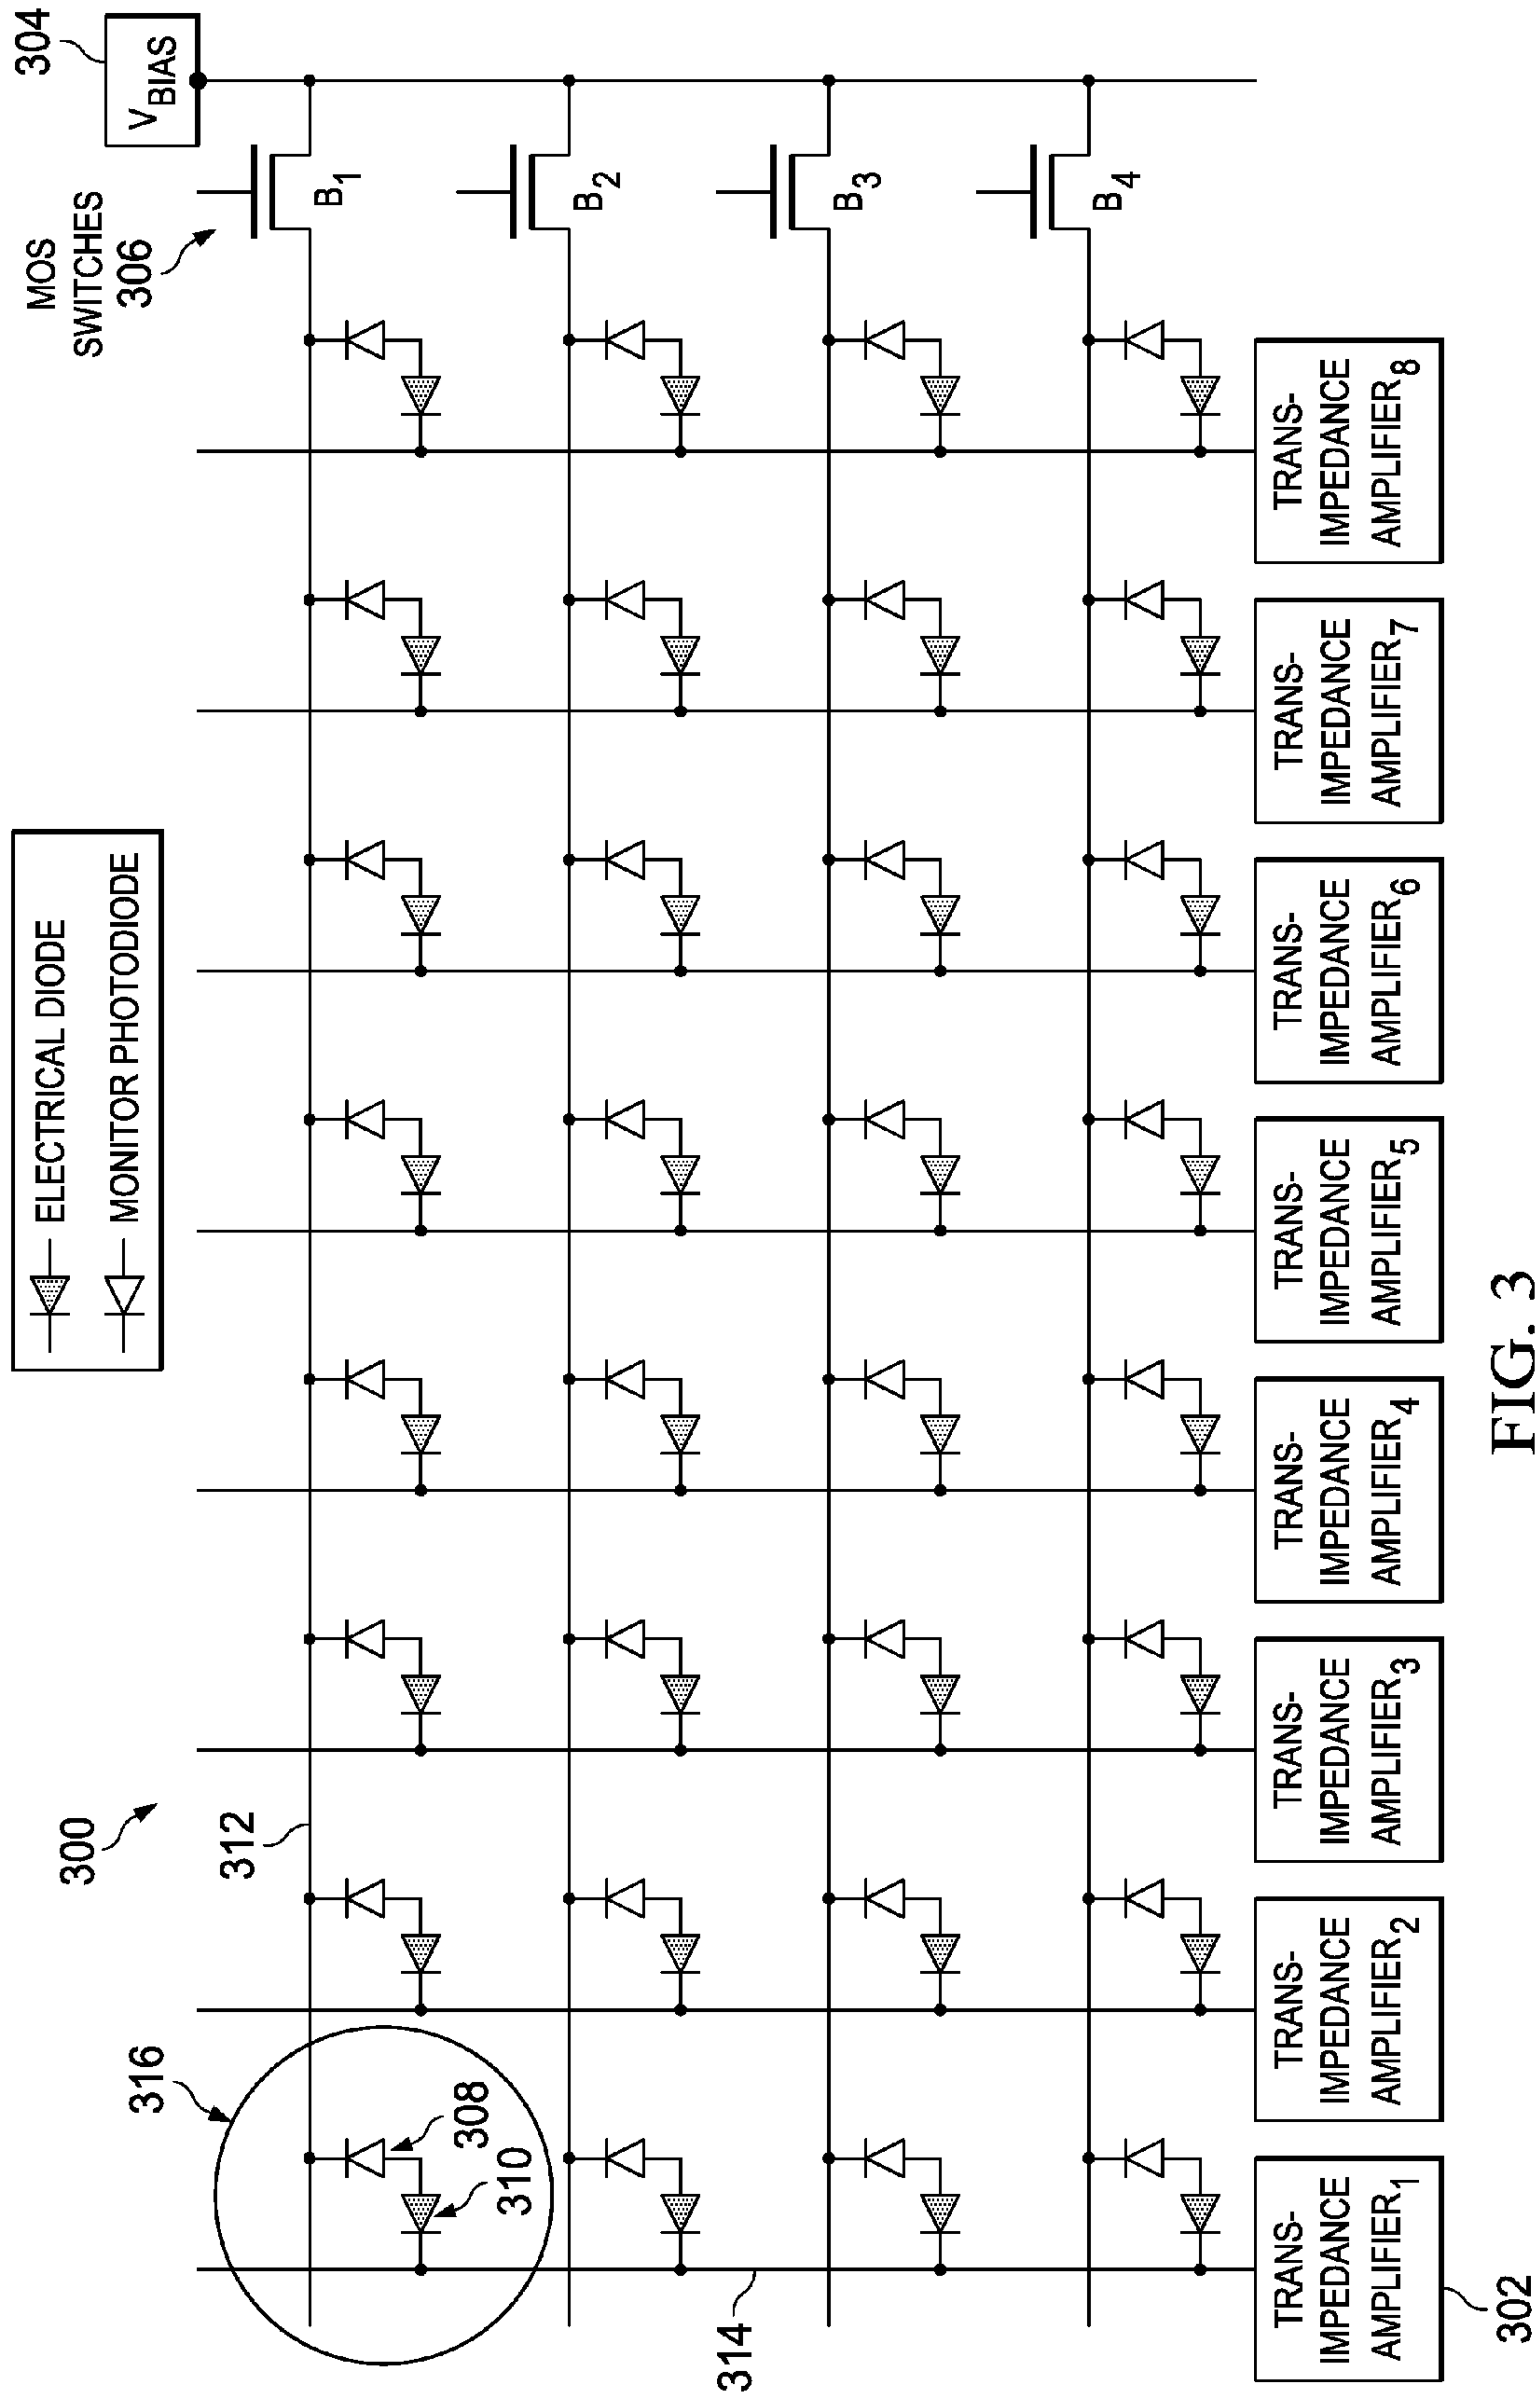 ELECTRICAL DIODE
MONITOR PHOTODIODE
300
312
316
308
310
314
MOS
SWITCHES
306
304
V BIAS
B1
B2
B3
B4
TRANS-
IMPEDANCE
AMPLIFIER1
TRANS-
IMPEDANCE
AMPLIFIER2
TRANS-
IMPEDANCE
AMPLIFIER3
TRANS-
IMPEDANCE
AMPLIFIER4
TRANS-
IMPEDANCE
AMPLIFIER5
TRANS-
IMPEDANCE
AMPLIFIER6
TRANS-
IMPEDANCE
AMPLIFIER7
TRANS-
IMPEDANCE
AMPLIFIER8
302
FIG. 3